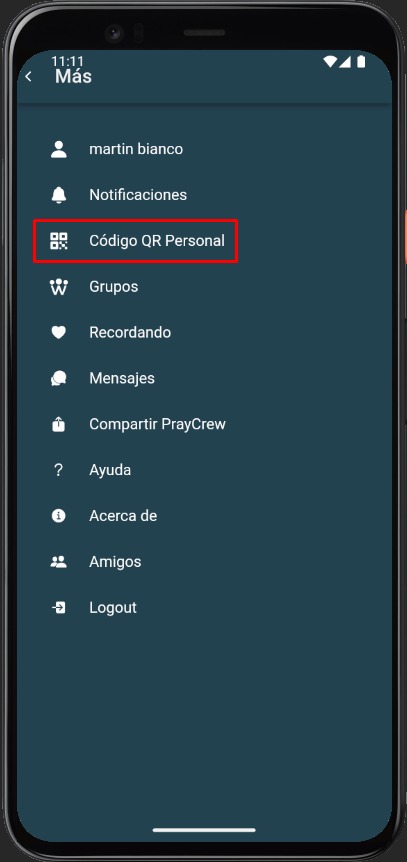 11:11
Más
martin bianco
Notificaciones
Código QR Personal
Grupos
Recordando
Mensajes
Compartir PrayCrew
Ayuda
Acerca de
Amigos
Logout